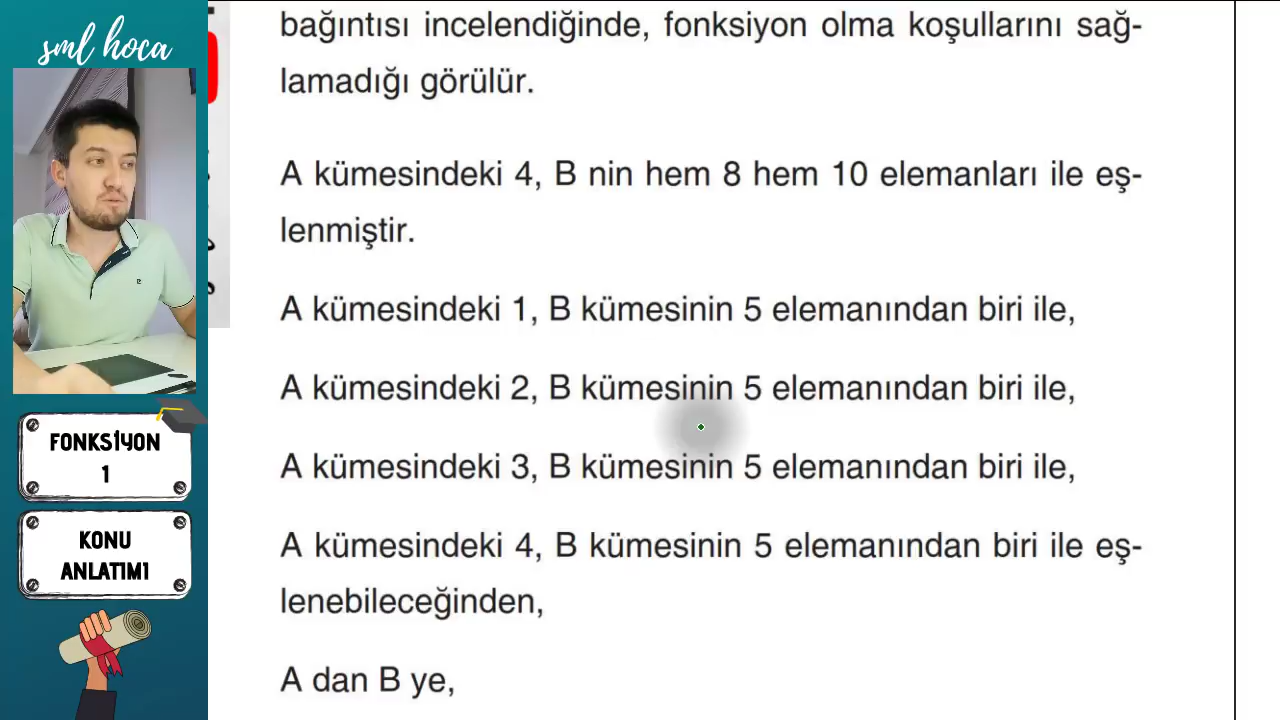 sml hoca
FONKSİYON
1
KONU
ANLATIMI
bağıntısı incelendiğinde, fonksiyon olma koşullarını sağ-
lamadığı görülür.
A kümesindeki 4, B nin hem 8 hem 10 elemanları ile eş-
lenmiştir.
A kümesindeki 1, B kümesinin 5 elemanından biri ile,
A kümesindeki 2, B kümesinin 5 elemanından biri ile,
A kümesindeki 3, B kümesinin 5 elemanından biri ile,
A kümesindeki 4, B kümesinin 5 elemanından biri ile eş-
lenebileceğinden,
A dan B ye,